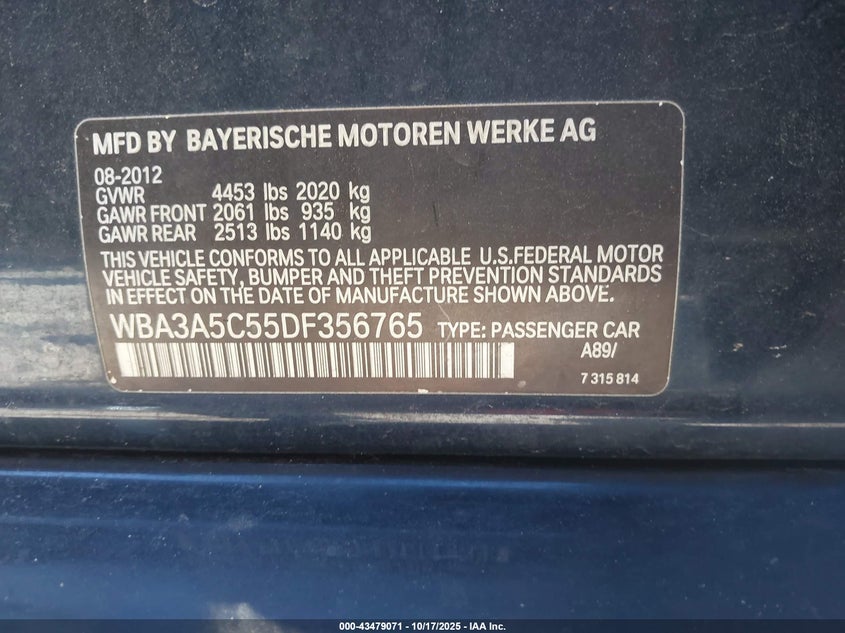 MFD BY BAYERISCHE MOTOREN WERKE AG
08-2012
GVWR 4453 lbs 2020 kg
GAWR FRONT 2061 lbs 935 kg
GAWR REAR 2513 lbs 1140 kg
THIS VEHICLE CONFORMS TO ALL APPLICABLE U.S.FEDERAL MOTOR
VEHICLE SAFETY, BUMPER AND THEFT PREVENTION STANDARDS
IN EFFECT ON THE DATE OF MANUFACTURE SHOWN ABOVE.
WBA3A5C55DF356765 TYPE: PASSENGER CAR
A89/
7 315 814
000-43479071 - 10/17/2025 - IAA Inc.